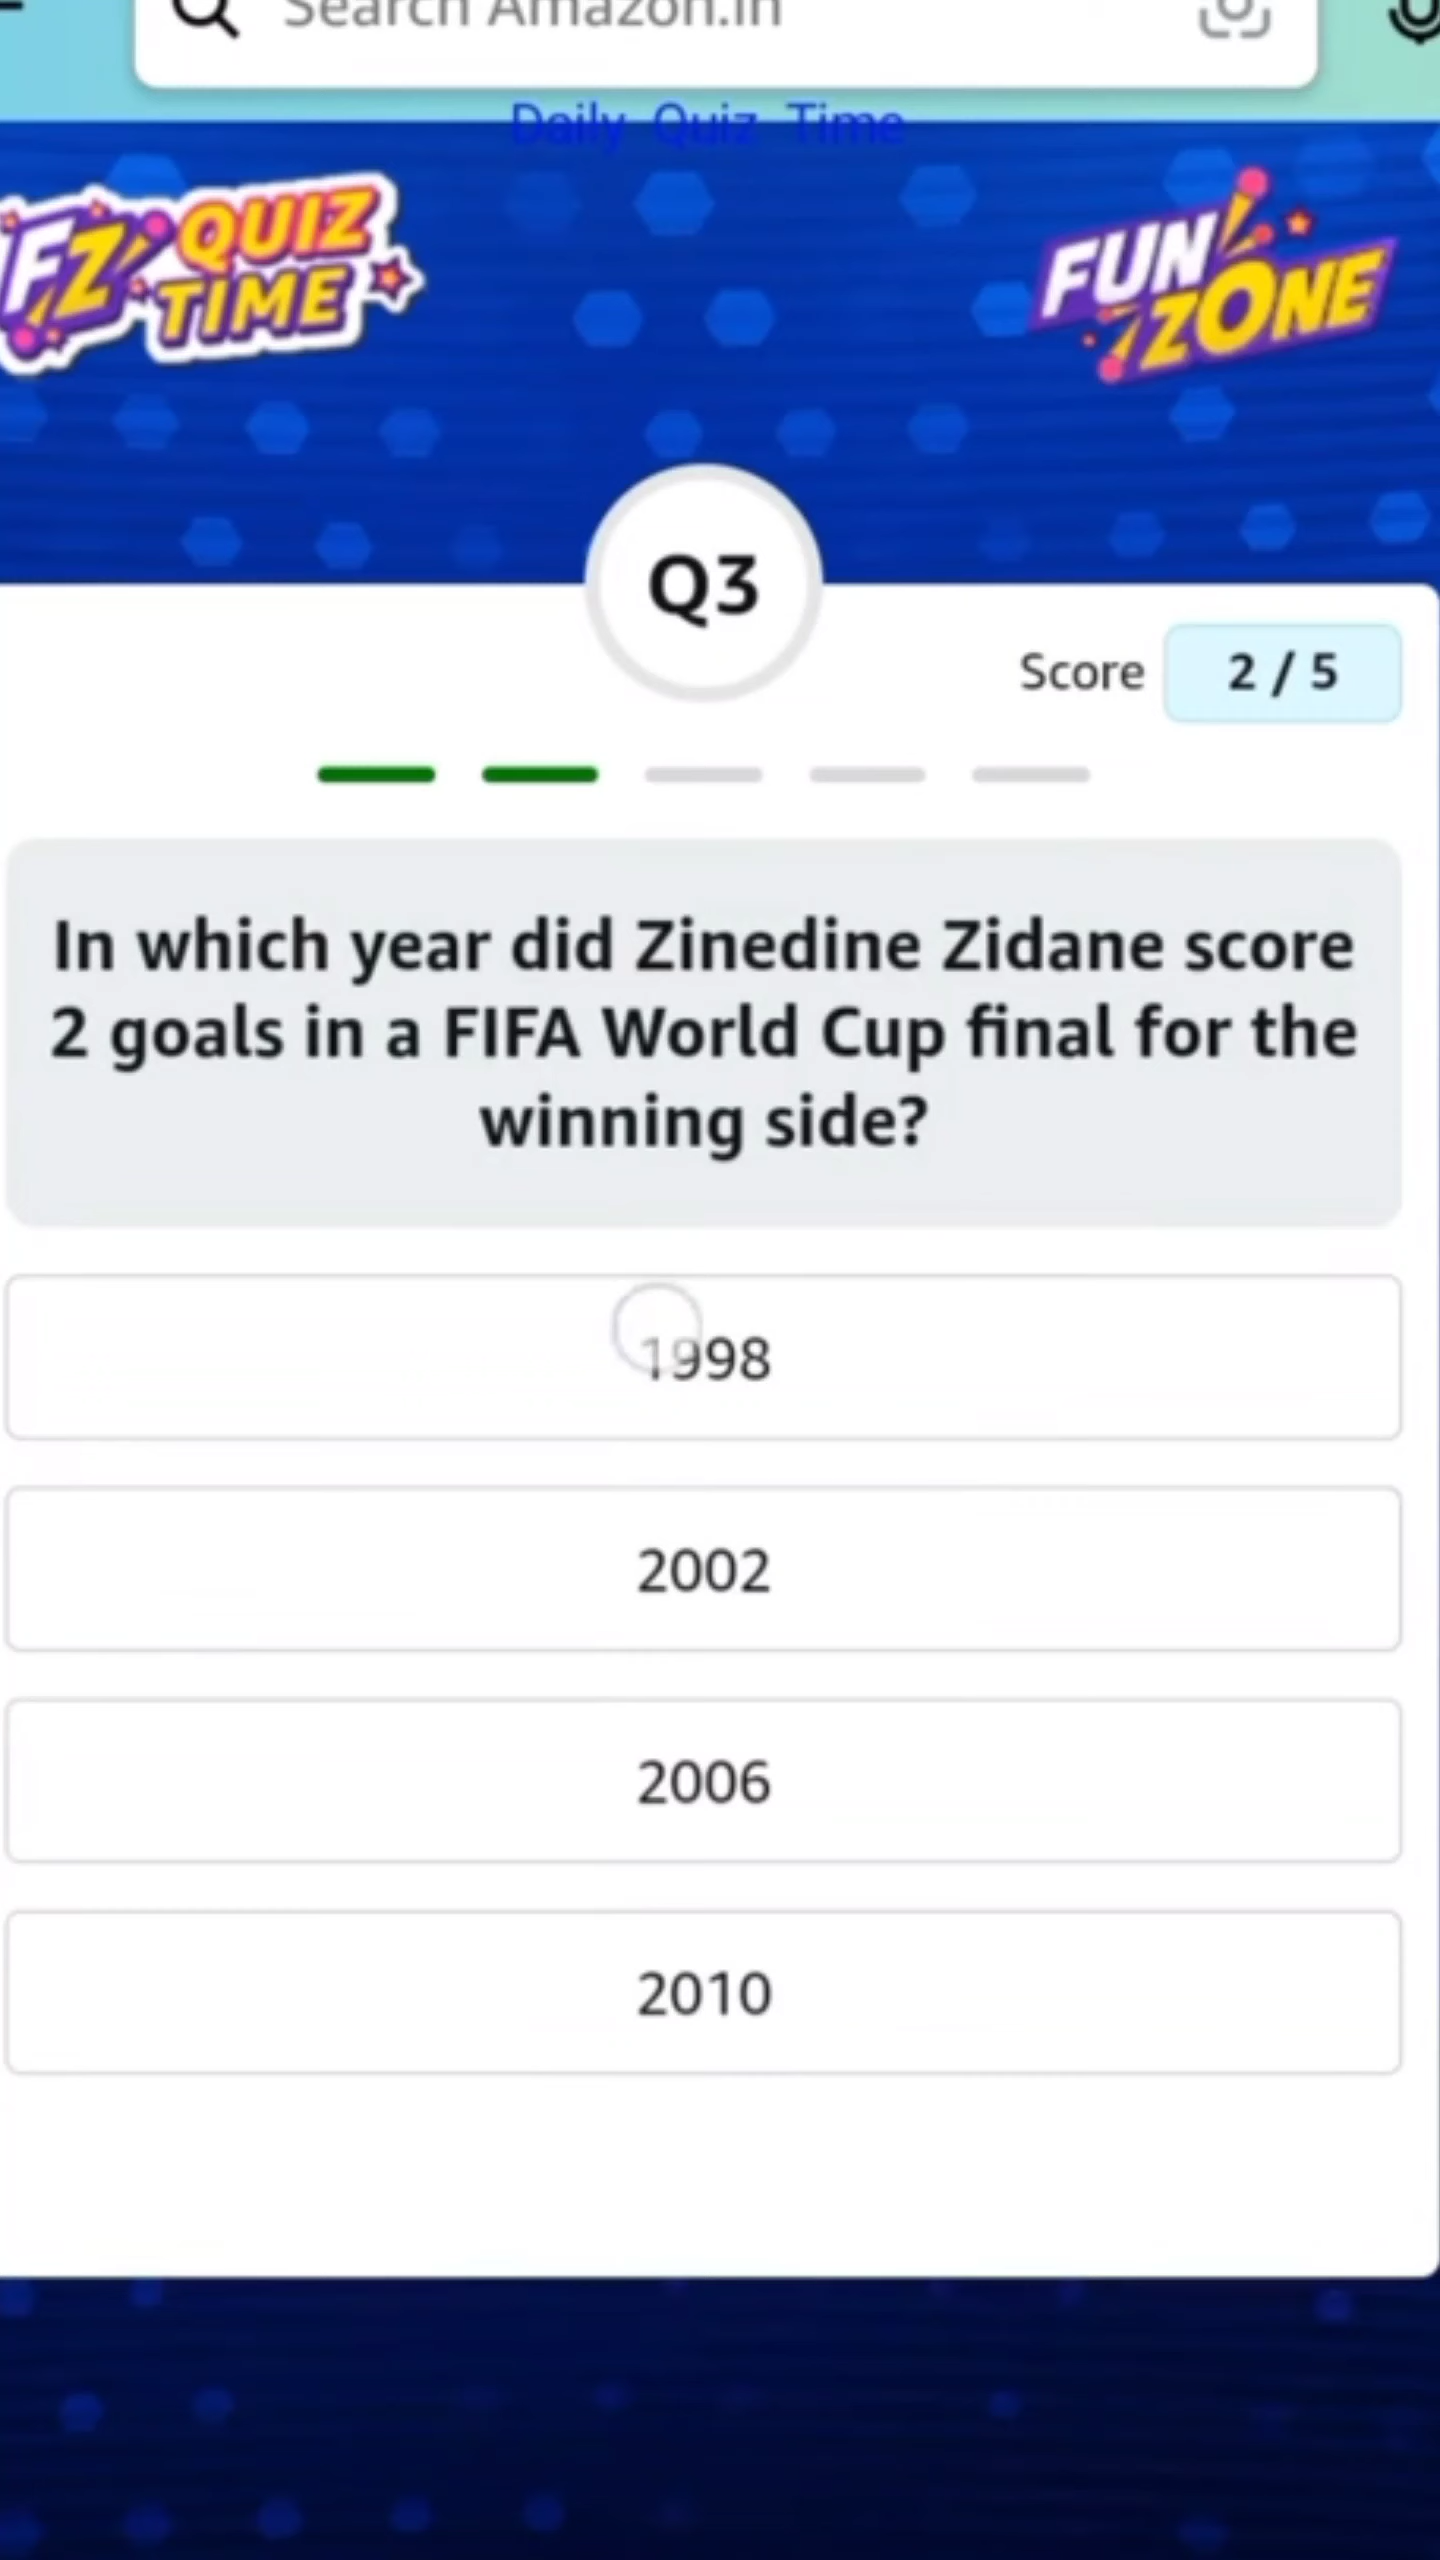 Search Amazon.in
Daily Quiz Time
FZ QUIZ
TIME
FUN
ZONE
Q3
Score 2 / 5
In which year did Zinedine Zidane score
2 goals in a FIFA World Cup final for the
winning side?
1998
2002
2006
2010